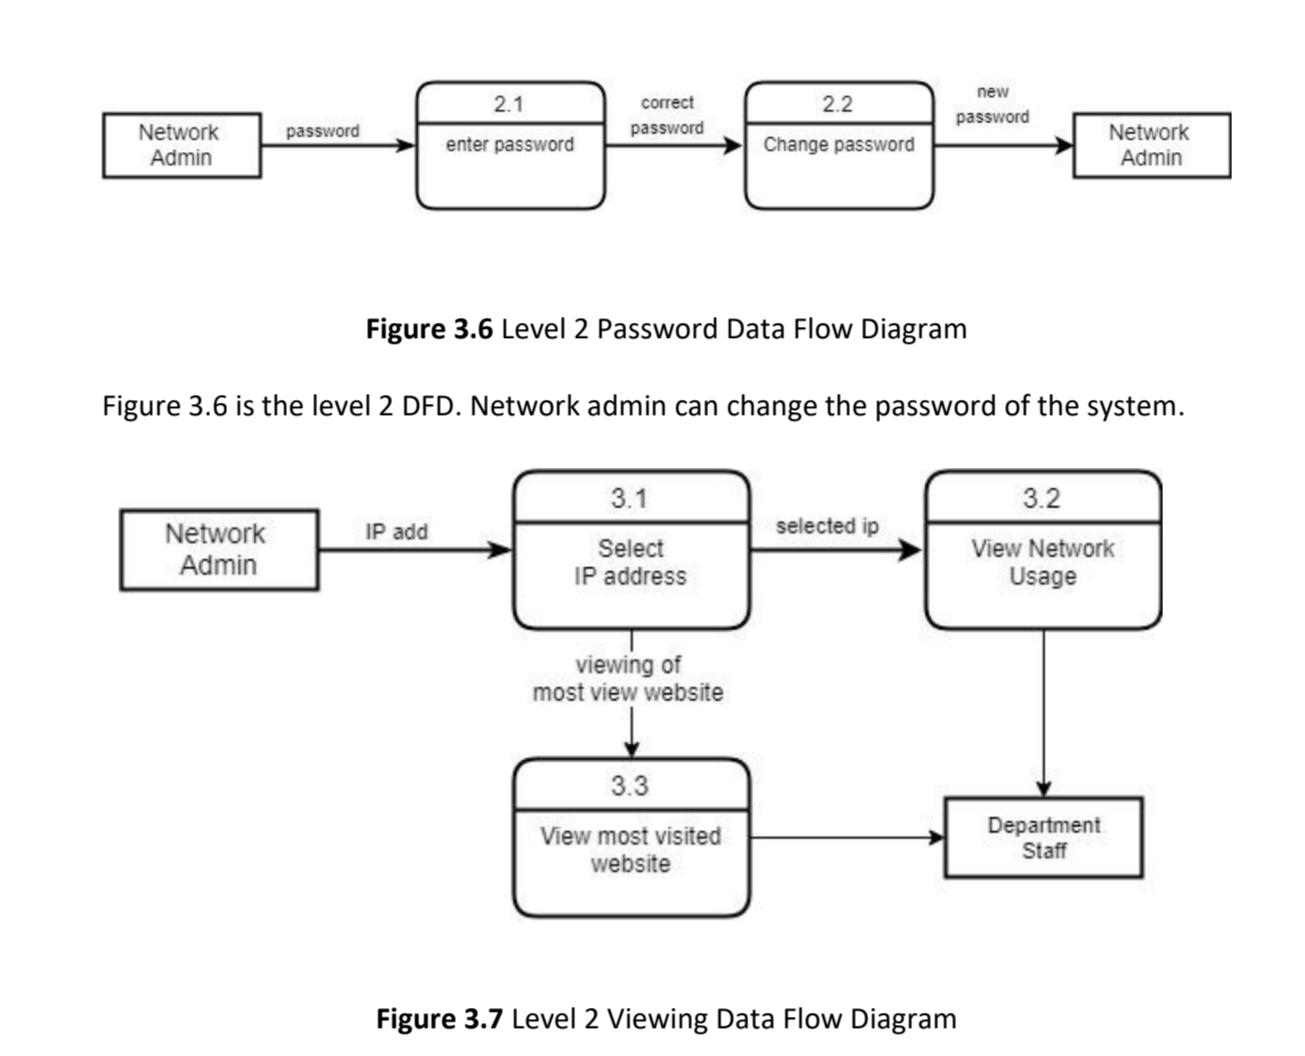 Network
Admin
password
2.1
enter password
correct
password
2.2
Change password
new
password
Network
Admin
Figure 3.6 Level 2 Password Data Flow Diagram
Figure 3.6 is the level 2 DFD. Network admin can change the password of the system.
Network
Admin
IP add
3.1
Select
IP address
selected ip
3.2
View Network
Usage
viewing of
most view website
3.3
View most visited
website
Department
Staff
Figure 3.7 Level 2 Viewing Data Flow Diagram